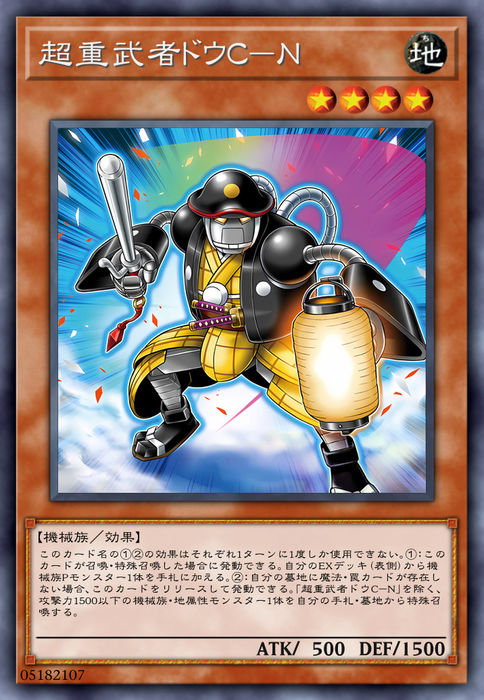 超重武者ドウC-N
ち
地
【機械族/効果】
このカード名の①②の効果はそれぞれ1ターンに1度しか使用できない。①:この
カードが召喚・特殊召喚した場合に発動できる。自分のEXデッキ(表側)から機
械族Pモンスター1体を手札に加える。②:自分の墓地に魔法・罠カードが存在し
ない場合、このカードをリリースして発動できる。「超重武者ドウC-N」を除く、
攻撃力1500以下の機械族・地属性モンスター1体を自分の手札・墓地から特殊召
喚する。
ATK/ 500 DEF/1500
05182107